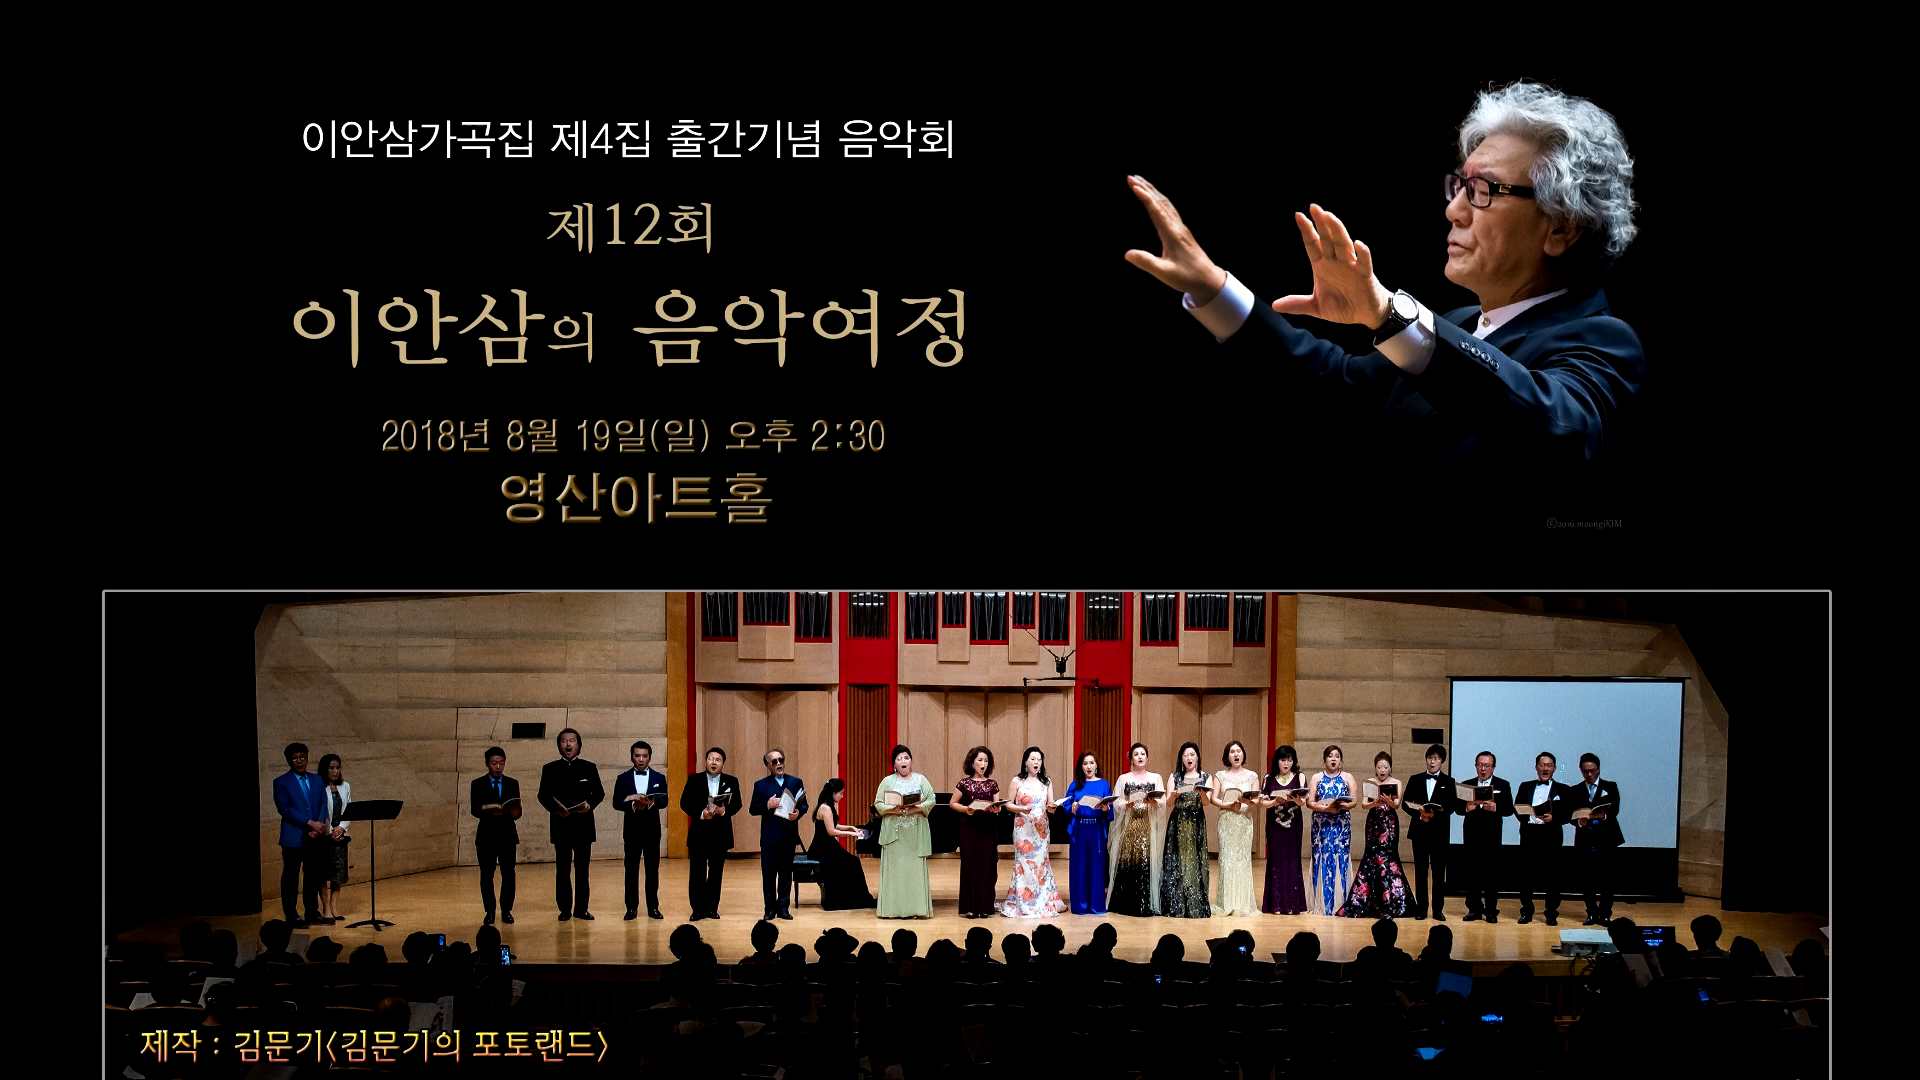 이안삼가곡집 제4집 출간기념 음악회
제12회
이안삼의 음악여정
2018년 8월 19일(일) 오후 2:30
영산아트홀
©2016.moongiKIM
제작 : 김문기<김문기의 포토랜드>